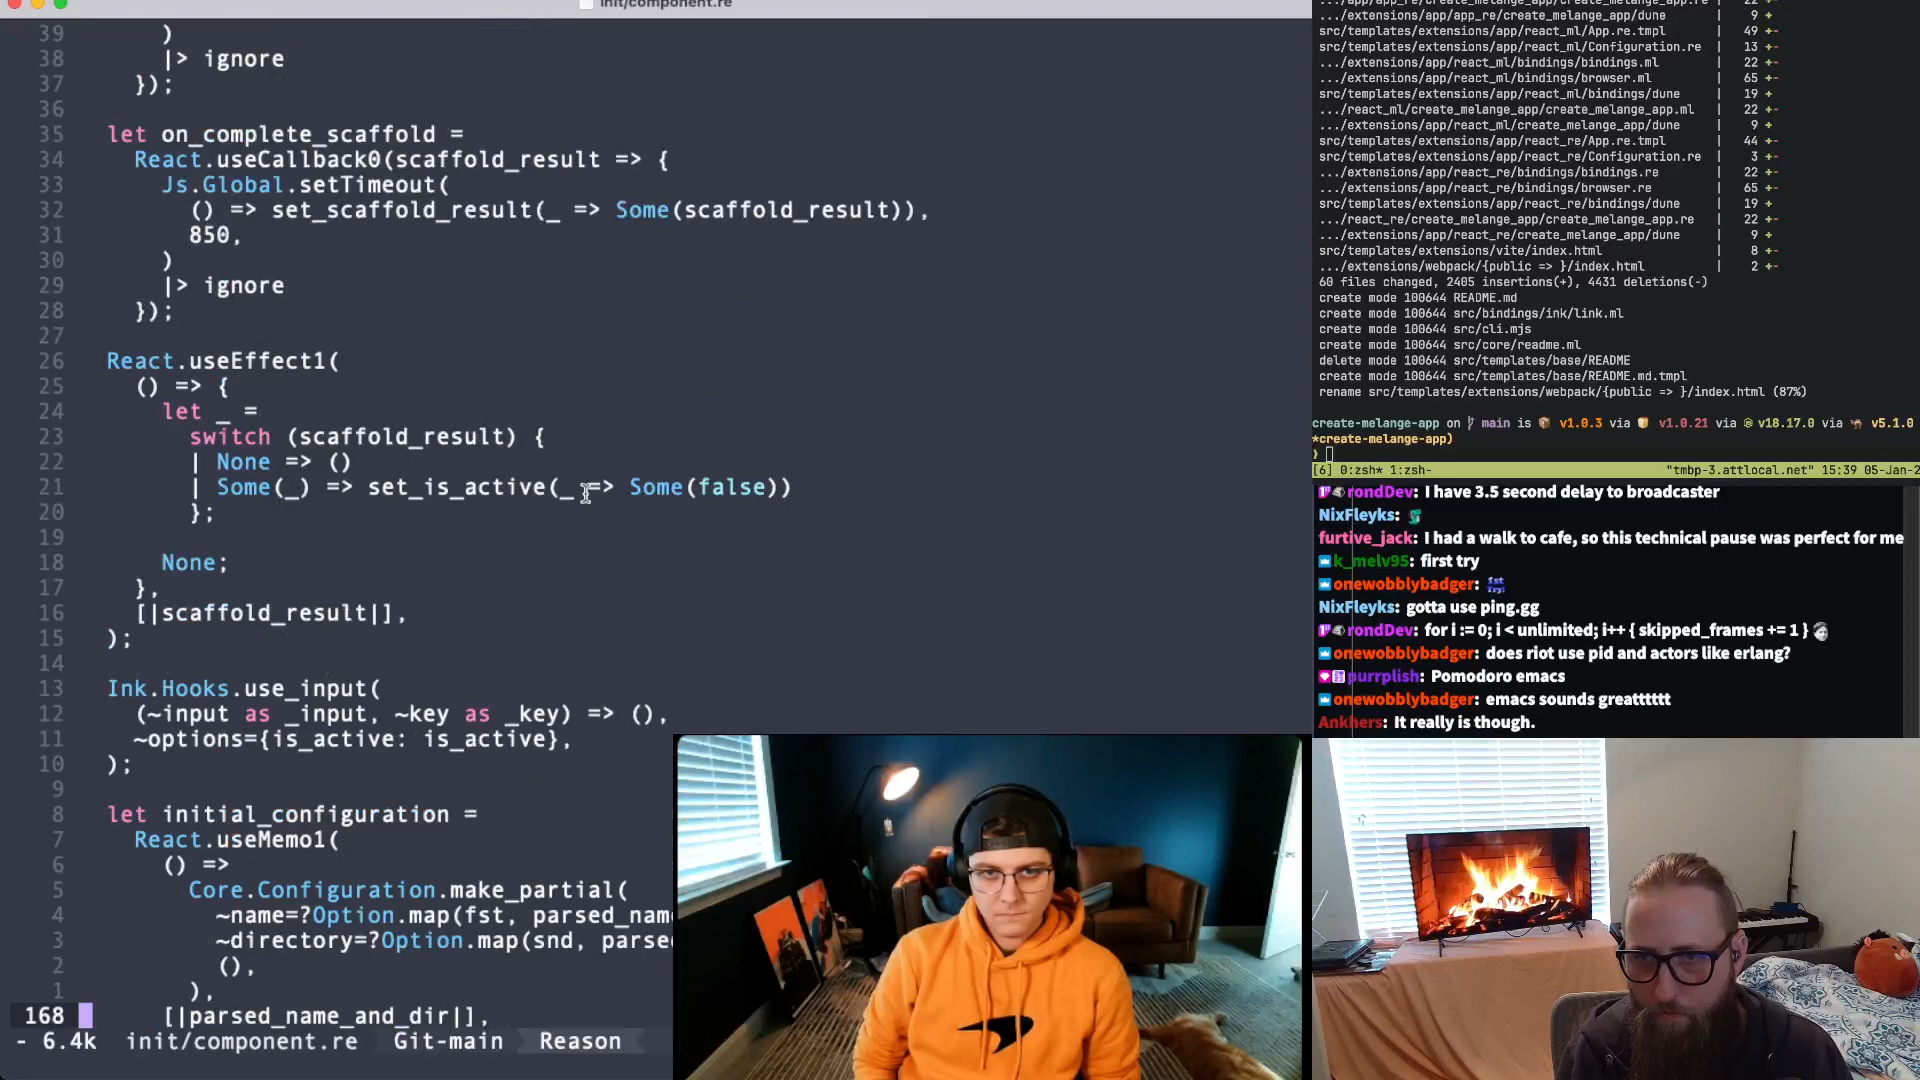 init/component.re
39 )
38 |> ignore
37 });
36
35 let on_complete_scaffold =
34 React.useCallback0(scaffold_result => {
33 Js.Global.setTimeout(
32 () => set_scaffold_result(_ => Some(scaffold_result)),
31 850,
30 )
29 |> ignore
28 });
27
26 React.useEffect1(
25 () => {
24 let _ =
23 switch (scaffold_result) {
22 | None => ()
21 | Some(_) => set_is_active(_ => Some(false))
20 };
19
18 None;
17 },
16 [|scaffold_result|],
15 );
14
13 Ink.Hooks.use_input(
12 (~input as _input, ~key as _key) => (),
11 ~options={is_active: is_active},
10 );
9
8 let initial_configuration =
7 React.useMemo1(
6 () =>
5 Core.Configuration.make_partial(
4 ~name=?Option.map(fst, parsed_nam
3 ~directory=?Option.map(snd, parse
2 (),
1 ),
168 [|parsed_name_and_dir|],
- 6.4k init/component.re Git-main Reason
.../app/app_re/create_melange_app/create_melange_app.re | 22 +-
.../extensions/app/app_re/create_melange_app/dune | 9 +
src/templates/extensions/app/react_ml/App.re.tmpl | 49 +-
.../extensions/app/react_ml/Configuration.re | 13 +-
.../extensions/app/react_ml/bindings/bindings.ml | 22 +-
.../extensions/app/react_ml/bindings/browser.ml | 65 +-
src/templates/extensions/app/react_ml/bindings/dune | 19 +
.../react_ml/create_melange_app/create_melange_app.ml | 22 +-
.../extensions/app/react_ml/create_melange_app/dune | 9 +
src/templates/extensions/app/react_re/App.re.tmpl | 44 +-
.../extensions/app/react_re/Configuration.re | 3 +-
.../extensions/app/react_re/bindings/bindings.re | 22 +-
.../extensions/app/react_re/bindings/browser.re | 65 +-
src/templates/extensions/app/react_re/bindings/dune | 19 +
.../react_re/create_melange_app/create_melange_app.re | 22 +-
.../extensions/app/react_re/create_melange_app/dune | 9 +-
src/templates/extensions/vite/index.html | 8 +-
.../extensions/webpack/{public => }/index.html | 2 +-
60 files changed, 2405 insertions(+), 4431 deletions(-)
create mode 100644 README.md
create mode 100644 src/bindings/ink/link.ml
create mode 100644 src/cli.mjs
create mode 100644 src/core/readme.ml
delete mode 100644 src/templates/base/README
create mode 100644 src/templates/base/README.md.tmpl
rename src/templates/extensions/webpack/{public => }/index.html (87%)
create-melange-app on main is v1.0.3 via v1.0.21 via v18.17.0 via v5.1.0
*create-melange-app)
[6] 0:zsh* 1:zsh- "tmbp-3.attlocal.net" 15:39 05-Jan-2
rondDev: I have 3.5 second delay to broadcaster
NixFleyks:
furtive_jack: I had a walk to cafe, so this technical pause was perfect for me
k_melv95: first try
onewobblybadger: 1st Try!
NixFleyks: gotta use ping.gg
rondDev: for i := 0; i < unlimited; i++ { skipped_frames += 1 }
onewobblybadger: does riot use pid and actors like erlang?
purrplish: Pomodoro emacs
onewobblybadger: emacs sounds greatttttt
Ankhers: It really is though.